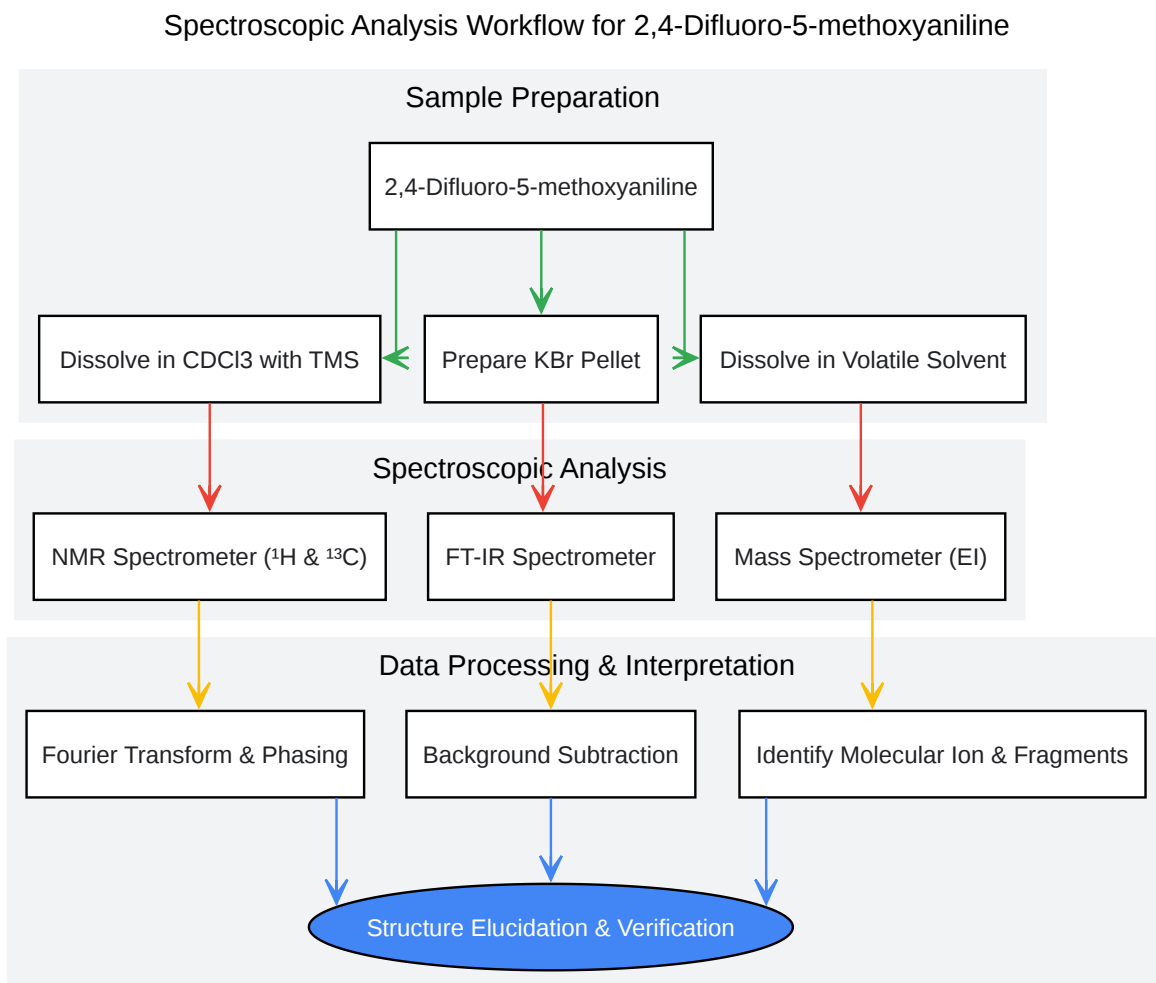 Spectroscopic Analysis Workflow for 2,4-Difluoro-5-methoxyaniline
Sample Preparation
2,4-Difluoro-5-methoxyaniline
Dissolve in CDCl3 with TMS
Prepare KBr Pellet
Dissolve in Volatile Solvent
Spectroscopic Analysis
NMR Spectrometer (¹H & ¹³C)
FT-IR Spectrometer
Mass Spectrometer (EI)
Data Processing & Interpretation
Fourier Transform & Phasing
Background Subtraction
Identify Molecular Ion & Fragments
Structure Elucidation & Verification